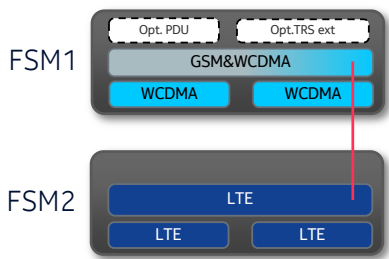 Opt. PDU
Opt.TRS ext
FSM1
GSM&WCDMA
WCDMA
WCDMA
FSM2
LTE
LTE
LTE